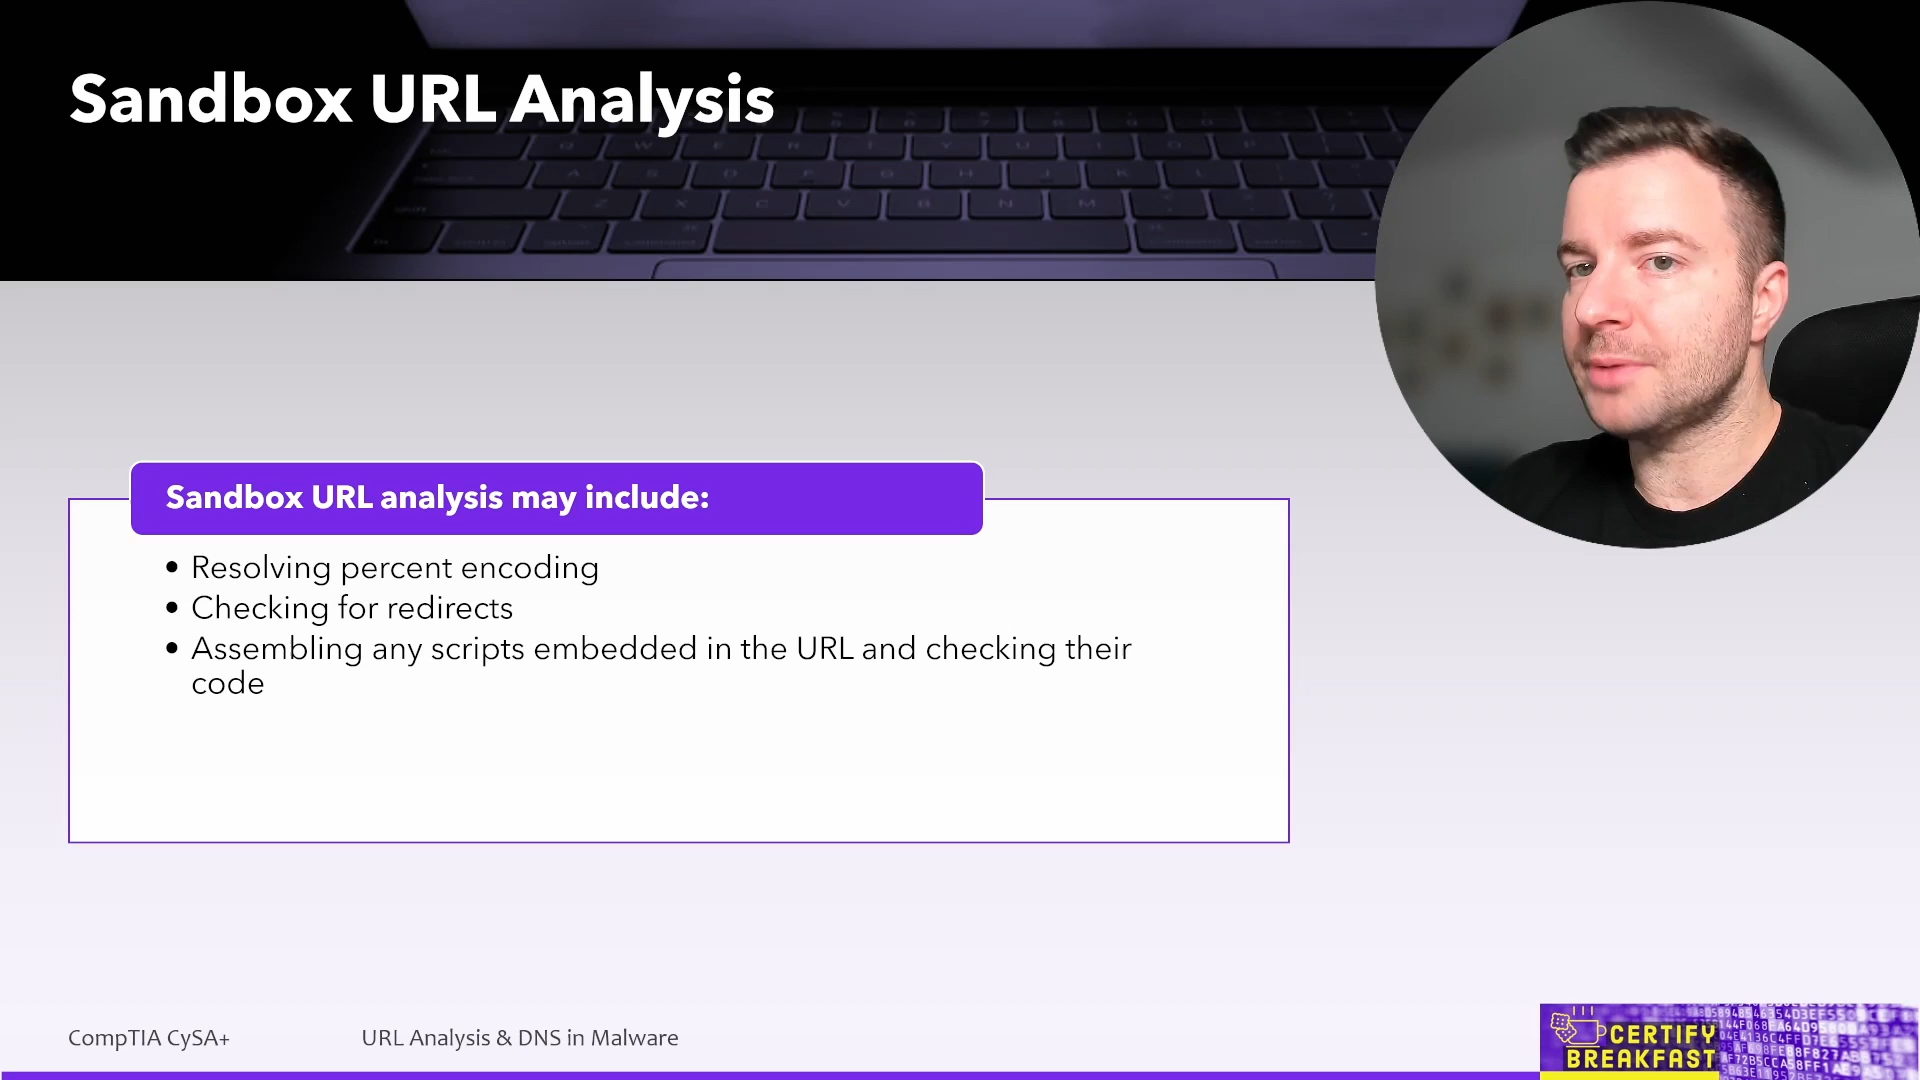 Sandbox URL Analysis
Sandbox URL analysis may include:
• Resolving percent encoding
• Checking for redirects
• Assembling any scripts embedded in the URL and checking their
code
CompTIA CySA+
URL Analysis & DNS in Malware
CERTIFY
BREAKFAST